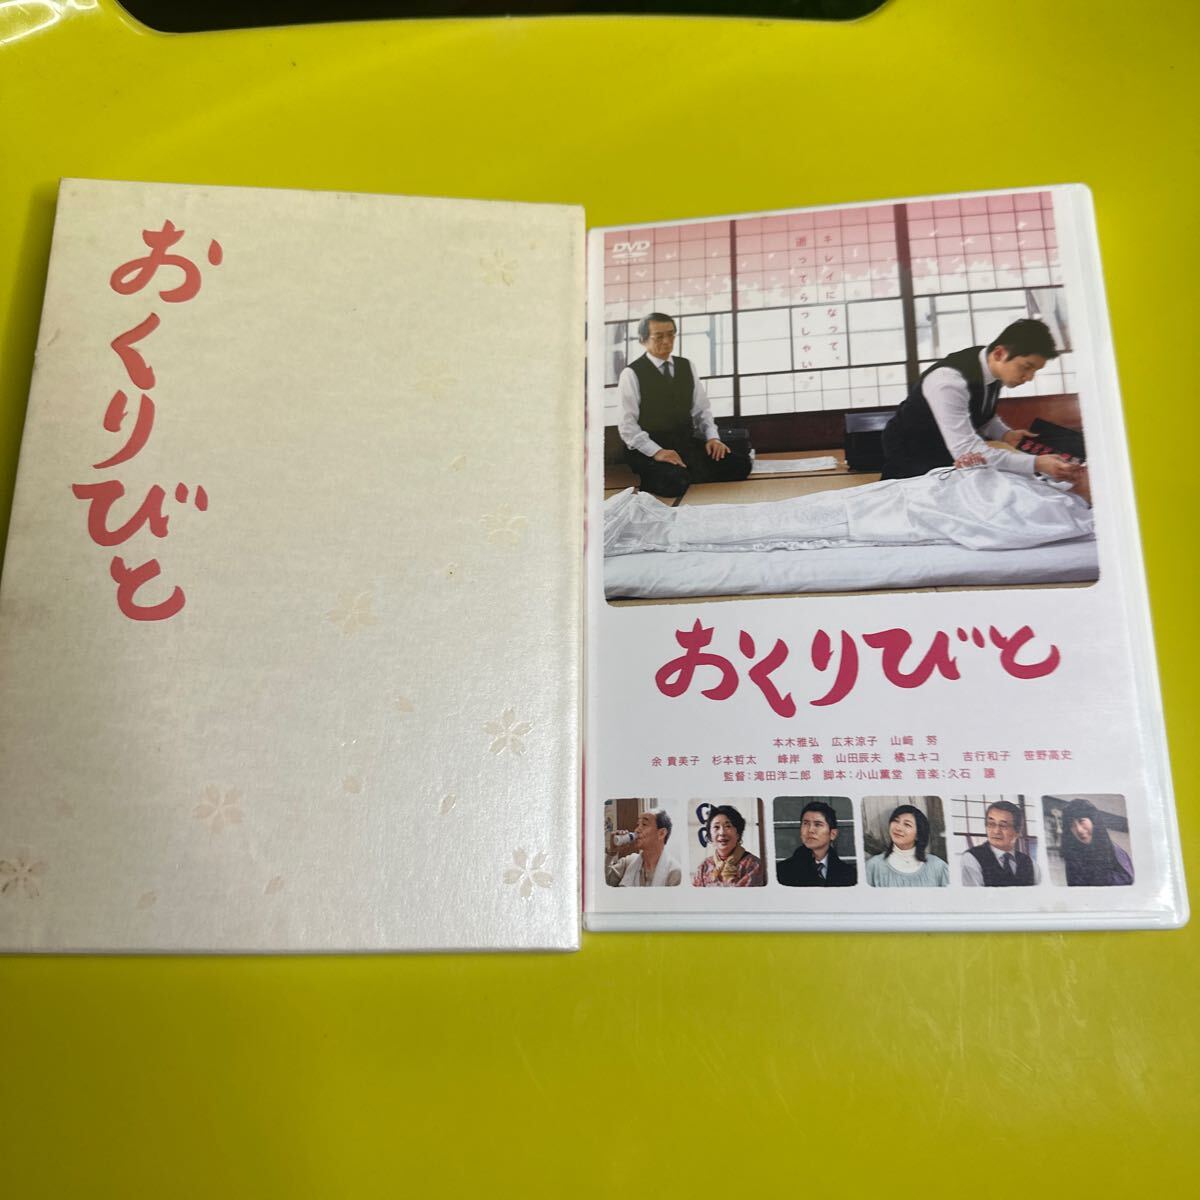 おくりびと
DVD
キレイになって、
逝ってらっしゃい。
おくりびと
本木雅弘 広末涼子 山﨑 努
余 貴美子 杉本哲太 峰岸 徹 山田辰夫 橘ユキコ 吉行和子 笹野高史
監督:滝田洋二郎 脚本:小山薫堂 音楽:久石 譲